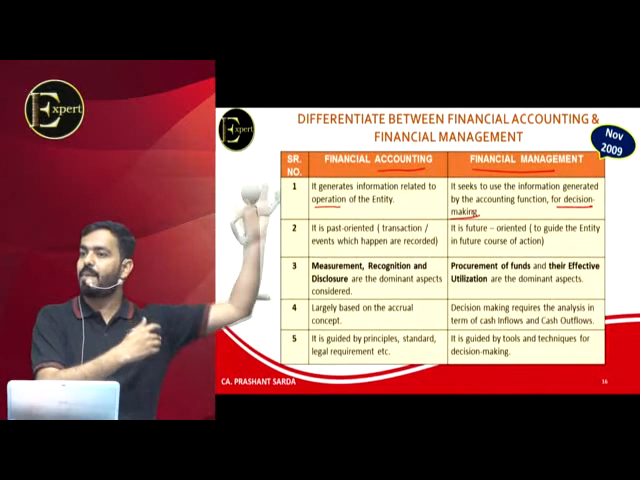 Expert
Expert
DIFFERENTIATE BETWEEN FINANCIAL ACCOUNTING &
FINANCIAL MANAGEMENT
Nov
2009
SR.
NO.
FINANCIAL ACCOUNTING
FINANCIAL MANAGEMENT
1
It generates information related to
operation of the Entity.
It seeks to use the information generated
by the accounting function, for decision-
making.
2
It is past-oriented ( transaction /
events which happen are recorded)
It is future – oriented ( to guide the Entity
in future course of action)
3
Measurement, Recognition and
Disclosure are the dominant aspects
considered.
Procurement of funds and their Effective
Utilization are the dominant aspects.
4
Largely based on the accrual
concept.
Decision making requires the analysis in
term of cash Inflows and Cash Outflows.
5
It is guided by principles, standard,
legal requirement etc.
It is guided by tools and techniques for
decision-making.
CA. PRASHANT SARDA
16